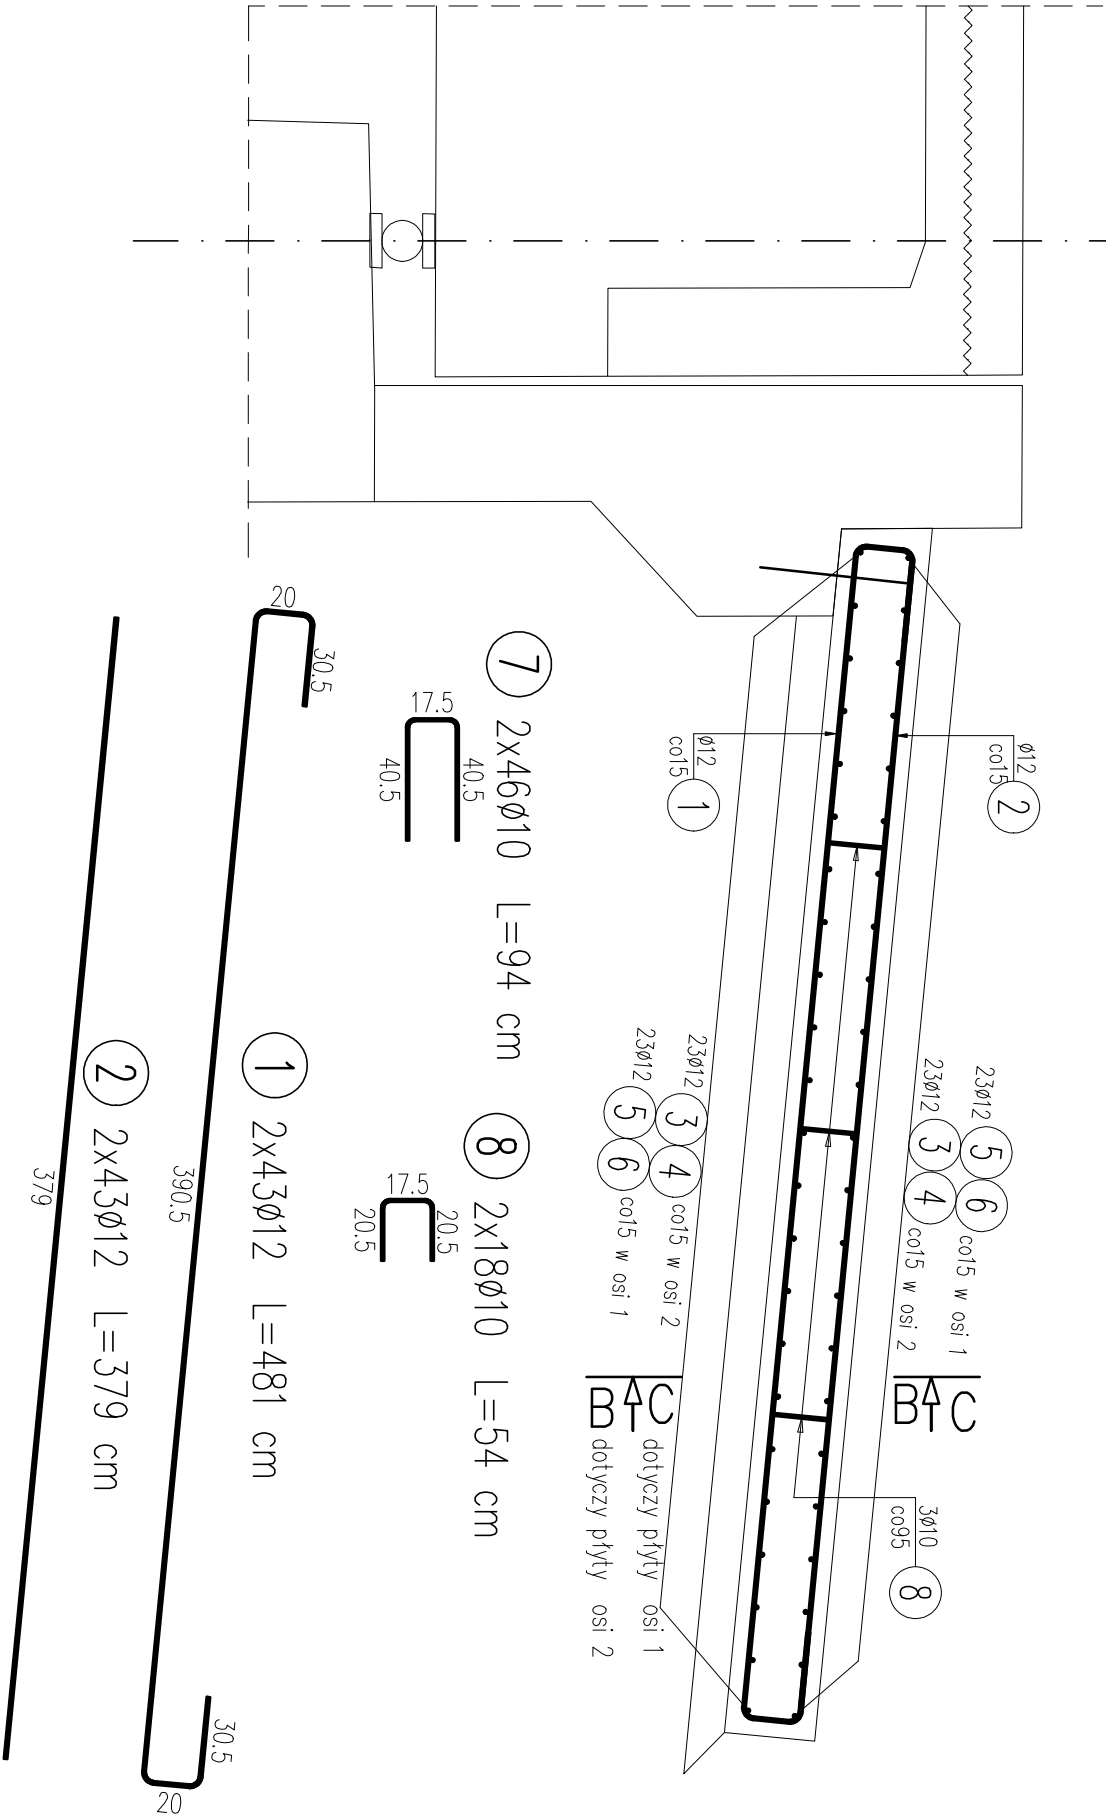 ø12
co15
2
23ø12 5 6 co15 w osi 1
23ø12 3 4 co15 w osi 2
B C
3ø10
co95
8
ø12
co15
1
23ø12 3 4 co15 w osi 2
23ø12 5 6 co15 w osi 1
B C
dotyczy płyty osi 1
dotyczy płyty osi 2
7 2x46ø10 L=94 cm
17.5
40.5
40.5
8 2x18ø10 L=54 cm
17.5
20.5
20.5
20
30.5
1 2x43ø12 L=481 cm
390.5
30.5
20
2 2x43ø12 L=379 cm
379